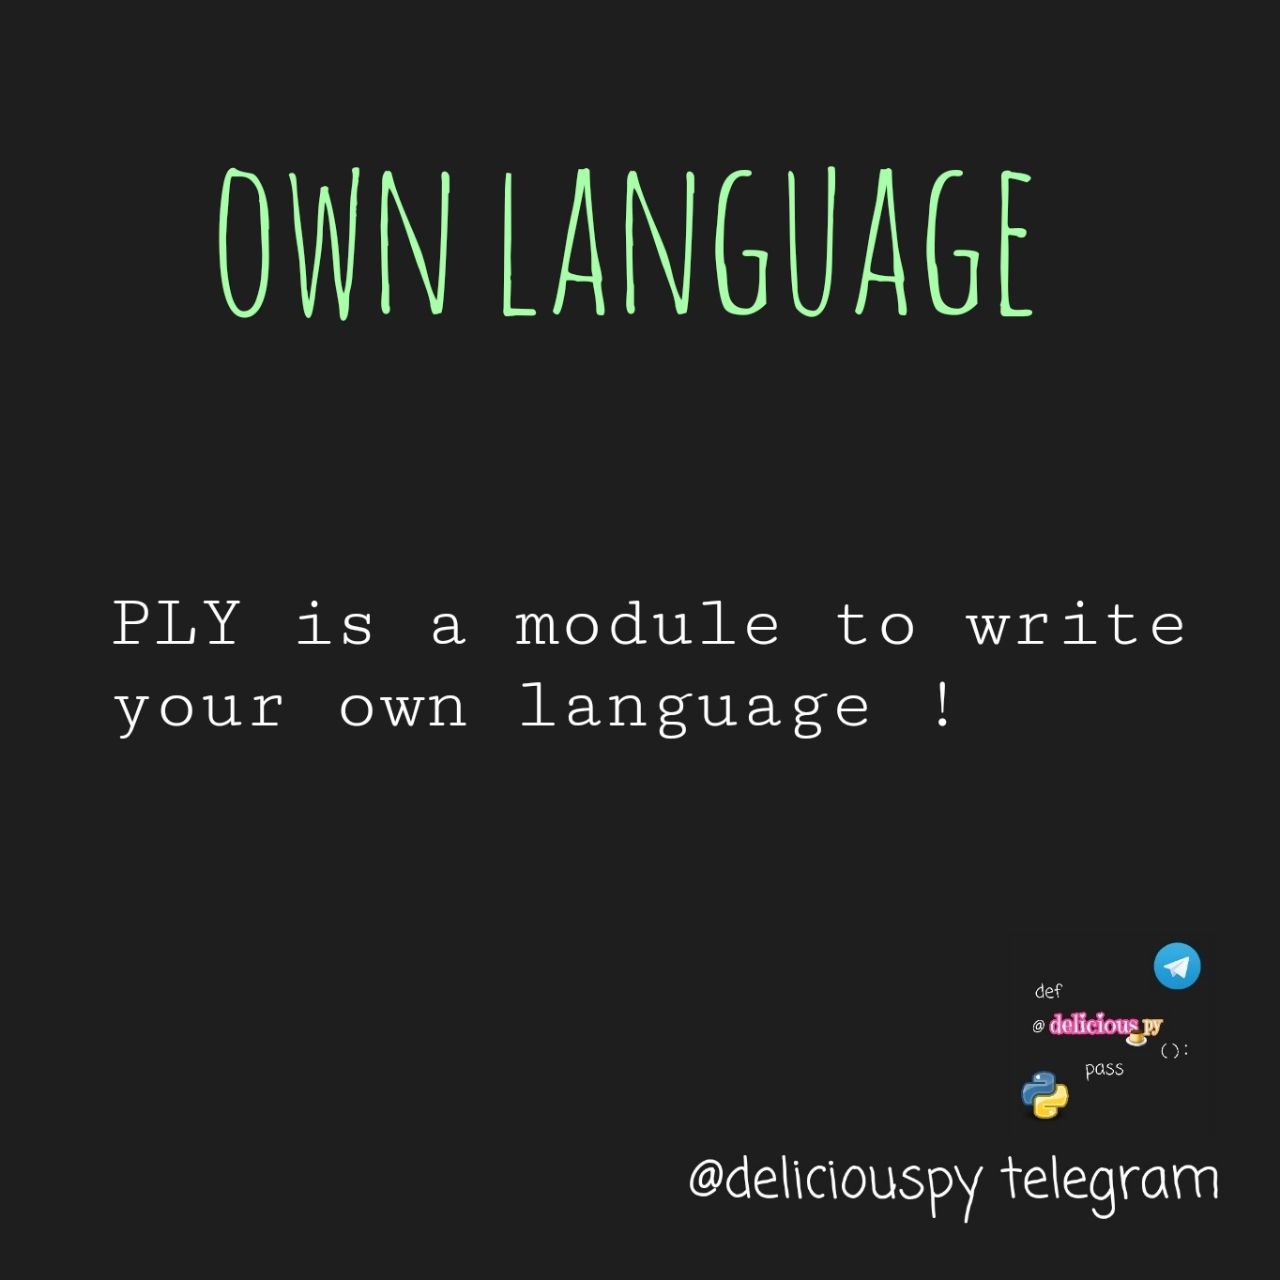 OWN LANGUAGE
PLY is a module to write
your own language !
def
@ delicious py
():
pass
@deliciouspy telegram